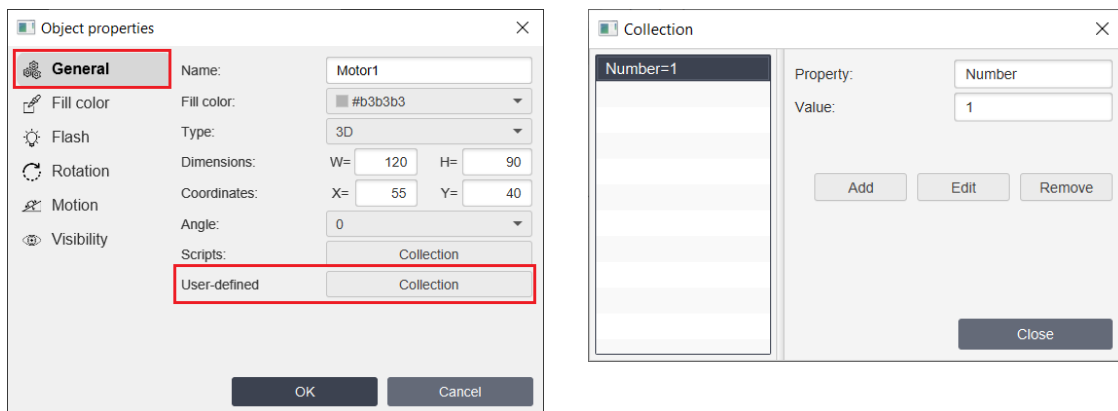 Object properties
General
Fill color
Flash
Rotation
Motion
Visibility
Name: Motor1
Fill color: #b3b3b3
Type: 3D
Dimensions: W= 120 H= 90
Coordinates: X= 55 Y= 40
Angle: 0
Scripts: Collection
User-defined Collection
OK Cancel
Collection
Number=1
Property: Number
Value: 1
Add Edit Remove
Close